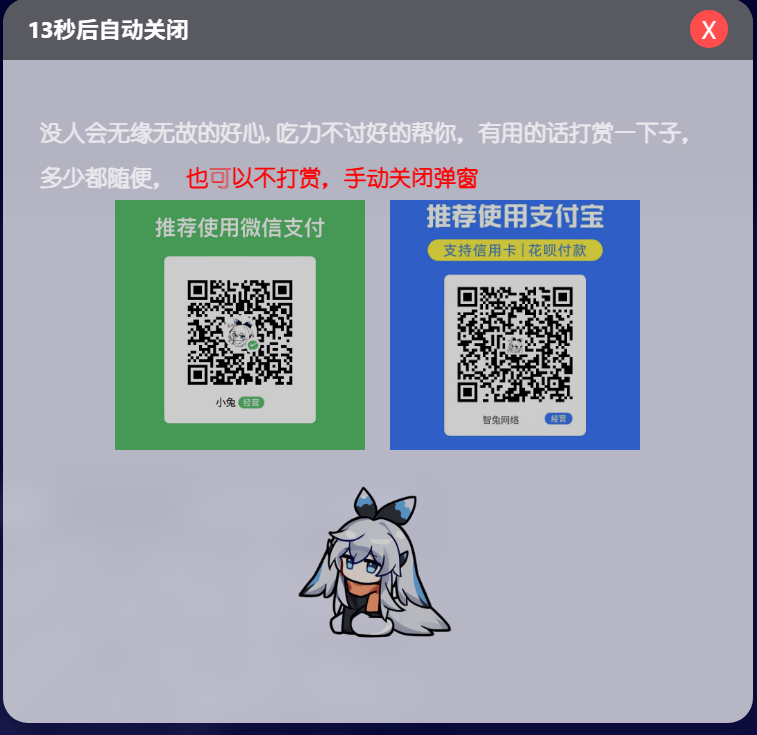 13秒后自动关闭
X
没人会无缘无故的好心,吃力不讨好的帮你，有用的话打赏一下子，
多少都随便， 也可以不打赏，手动关闭弹窗
推荐使用微信支付
小兔 经营
推荐使用支付宝
支持信用卡|花呗付款
智兔网络 经营